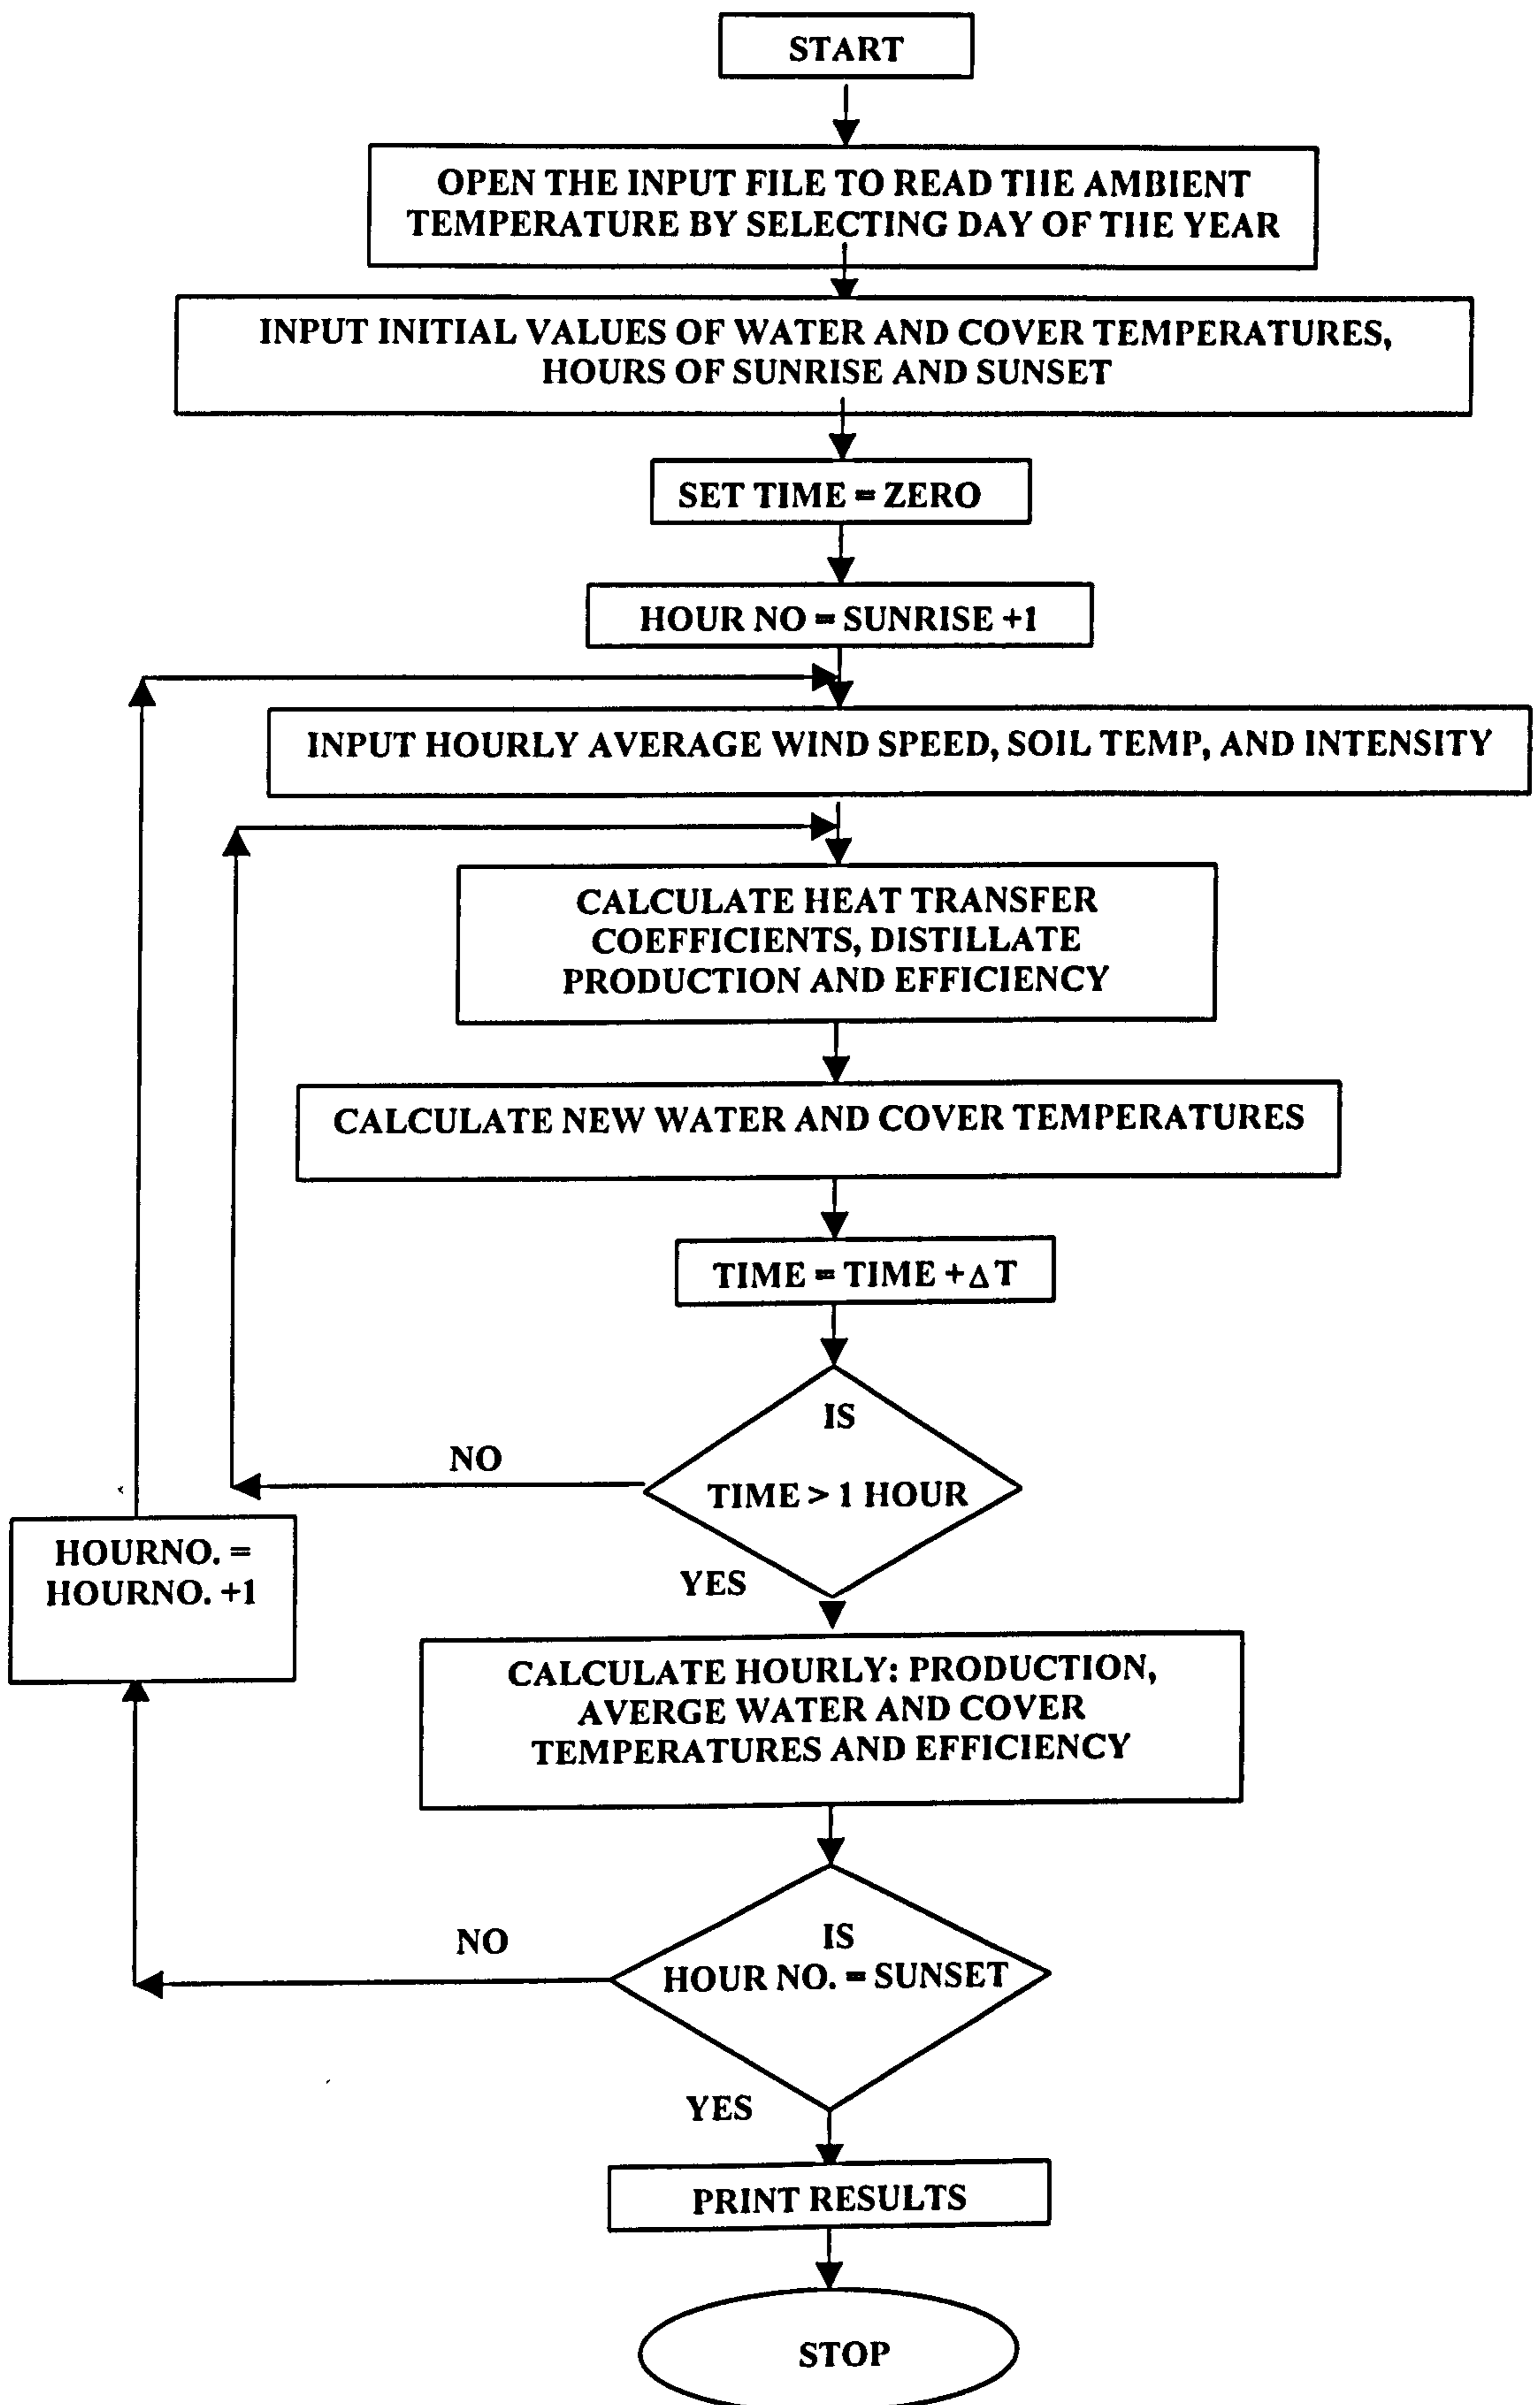 START
OPEN THE INPUT FILE TO READ THE AMBIENT
TEMPERATURE BY SELECTING DAY OF THE YEAR
INPUT INITIAL VALUES OF WATER AND COVER TEMPERATURES,
HOURS OF SUNRISE AND SUNSET
SET TIME = ZERO
HOUR NO = SUNRISE +1
INPUT HOURLY AVERAGE WIND SPEED, SOIL TEMP, AND INTENSITY
CALCULATE HEAT TRANSFER
COEFFICIENTS, DISTILLATE
PRODUCTION AND EFFICIENCY
CALCULATE NEW WATER AND COVER TEMPERATURES
TIME = TIME +Δ T
IS
TIME > 1 HOUR
NO
YES
HOURNO. =
HOURNO. +1
CALCULATE HOURLY: PRODUCTION,
AVERGE WATER AND COVER
TEMPERATURES AND EFFICIENCY
IS
HOUR NO. = SUNSET
NO
YES
PRINT RESULTS
STOP